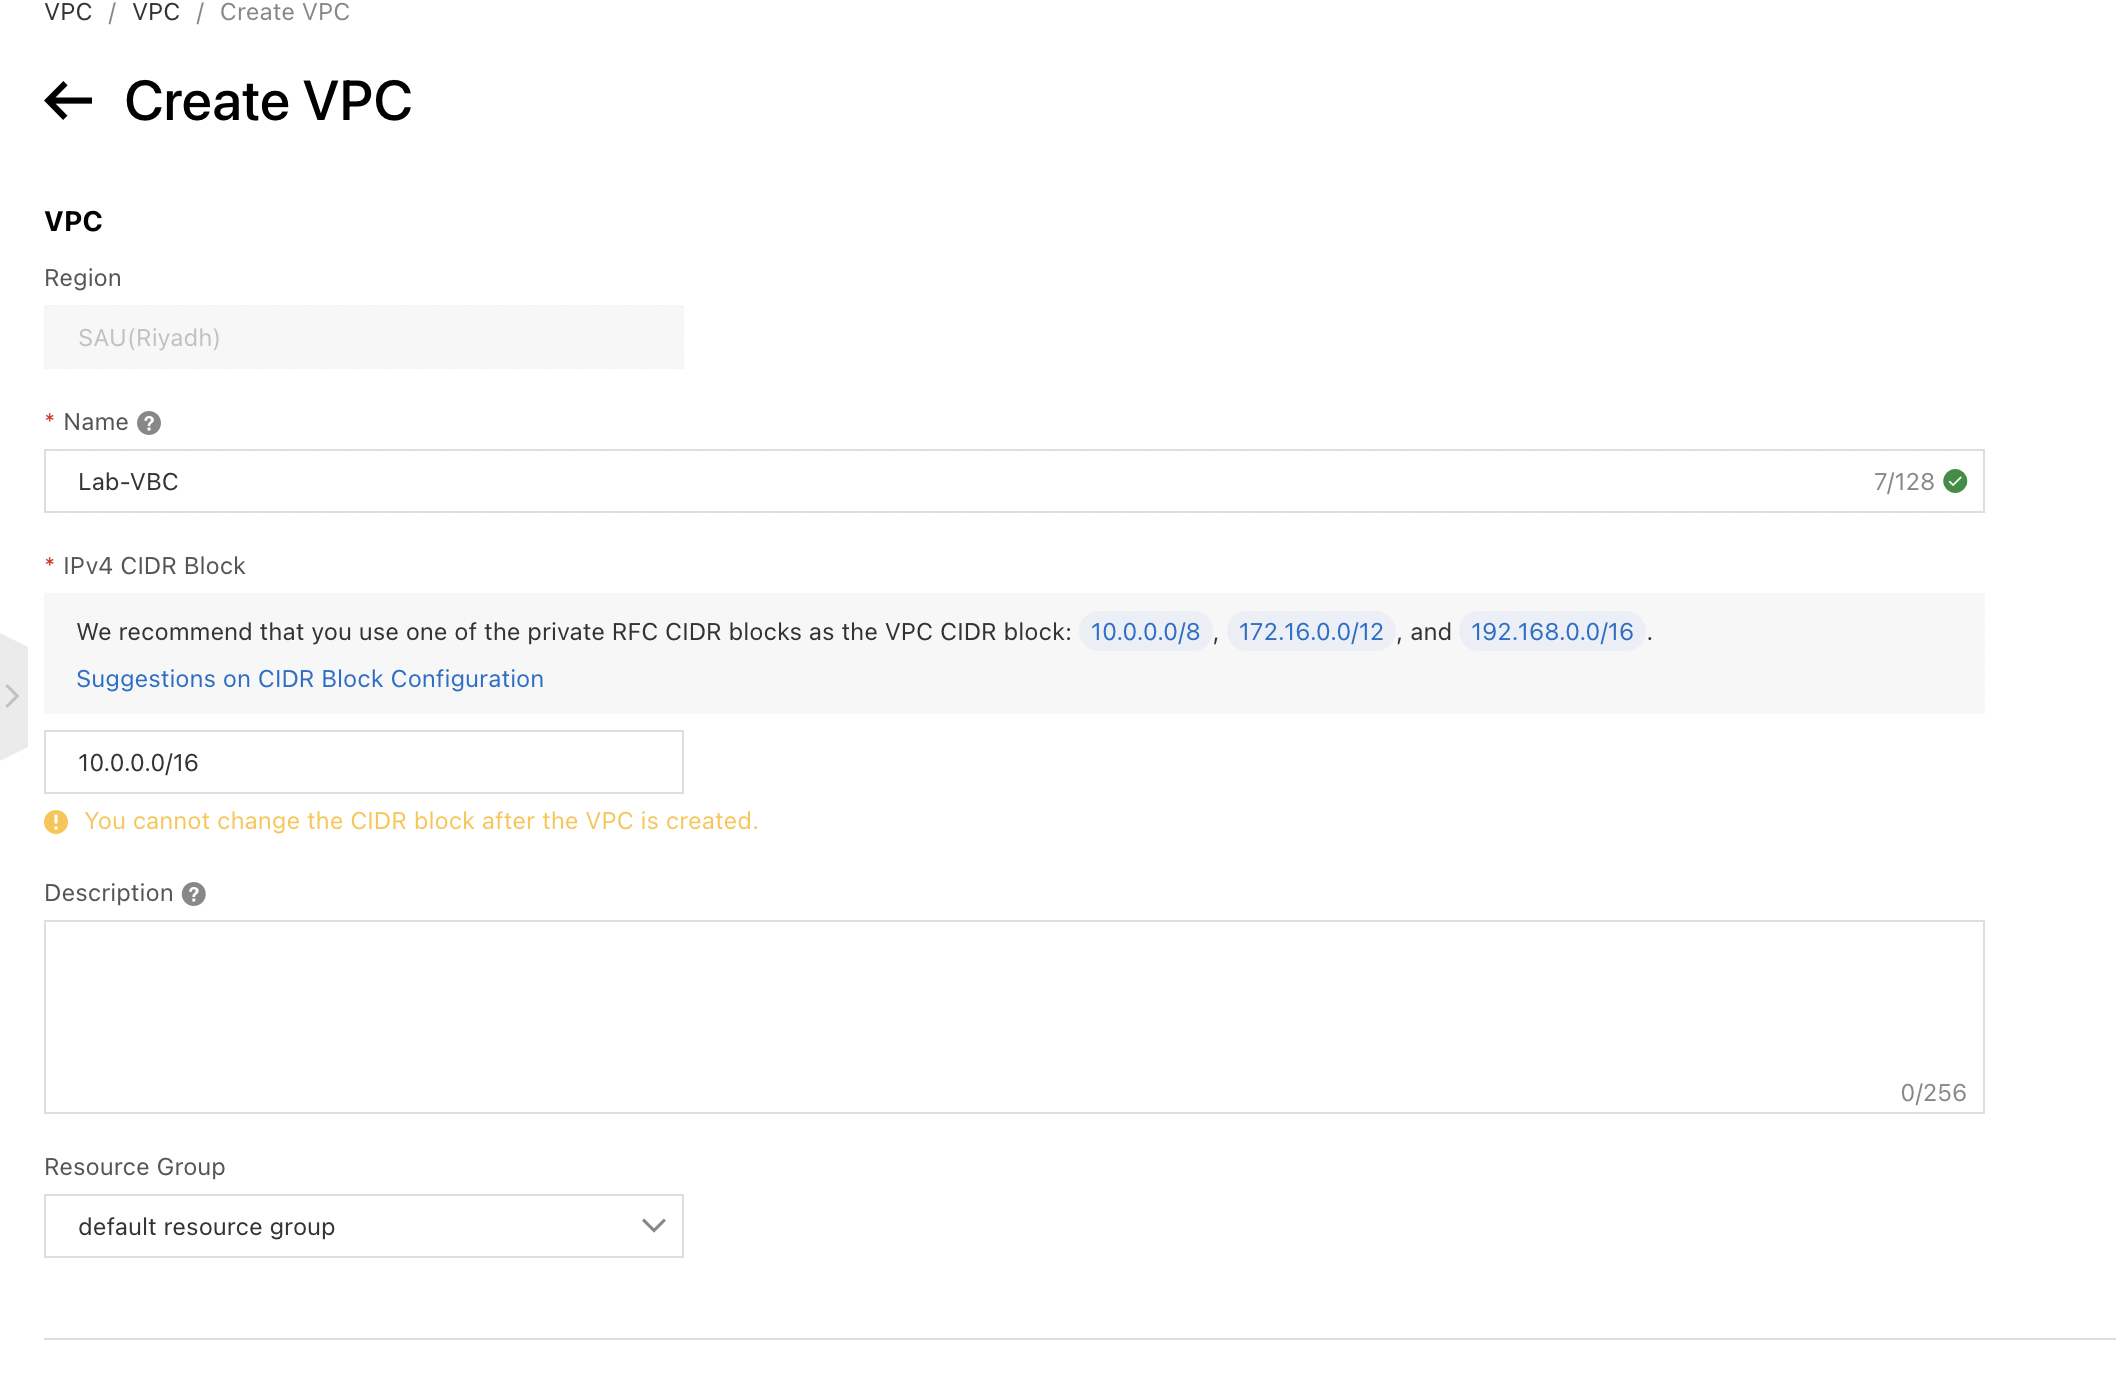 VPC / VPC / Create VPC
← Create VPC
VPC
Region
SAU(Riyadh)
* Name ?
Lab-VBC 7/128
* IPv4 CIDR Block
We recommend that you use one of the private RFC CIDR blocks as the VPC CIDR block: 10.0.0.0/8 , 172.16.0.0/12 , and 192.168.0.0/16 .
Suggestions on CIDR Block Configuration
10.0.0.0/16
You cannot change the CIDR block after the VPC is created.
Description ?
0/256
Resource Group
default resource group